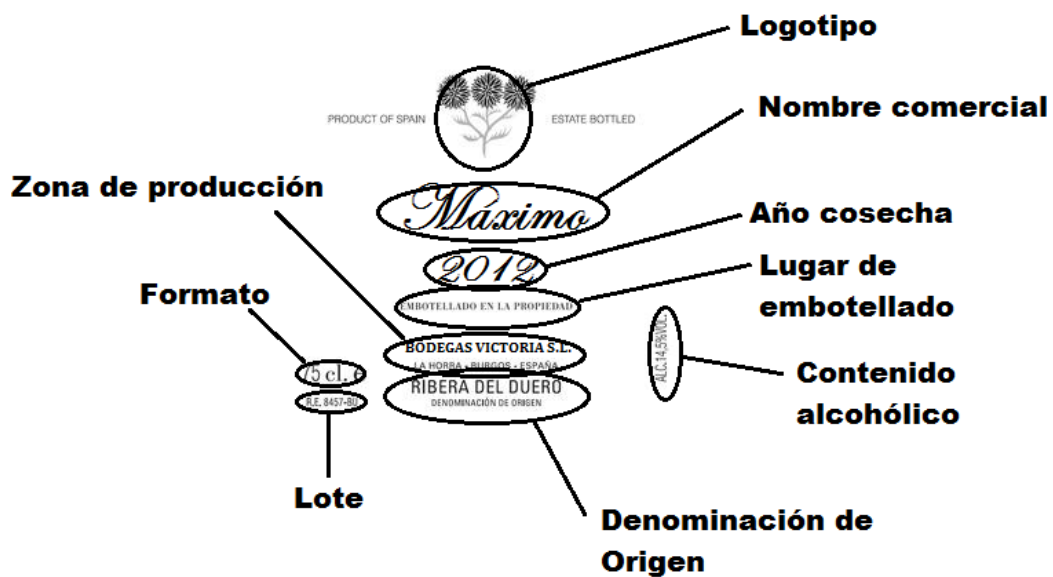 Logotipo
PRODUCT OF SPAIN
ESTATE BOTTLED
Nombre comercial
Zona de producción
Máximo
Año cosecha
2012
Lugar de
embotellado
Formato
EMBOTELLADO EN LA PROPIEDAD
ALC.14,5%VOL.
BODEGAS VICTORIA S.L.
LA HORRA - BURGOS - ESPAÑA
75 cl. e
RIBERA DEL DUERO
Contenido
alcohólico
R.E. 8457-BU
DENOMINACIÓN DE ORIGEN
Lote
Denominación de
Origen